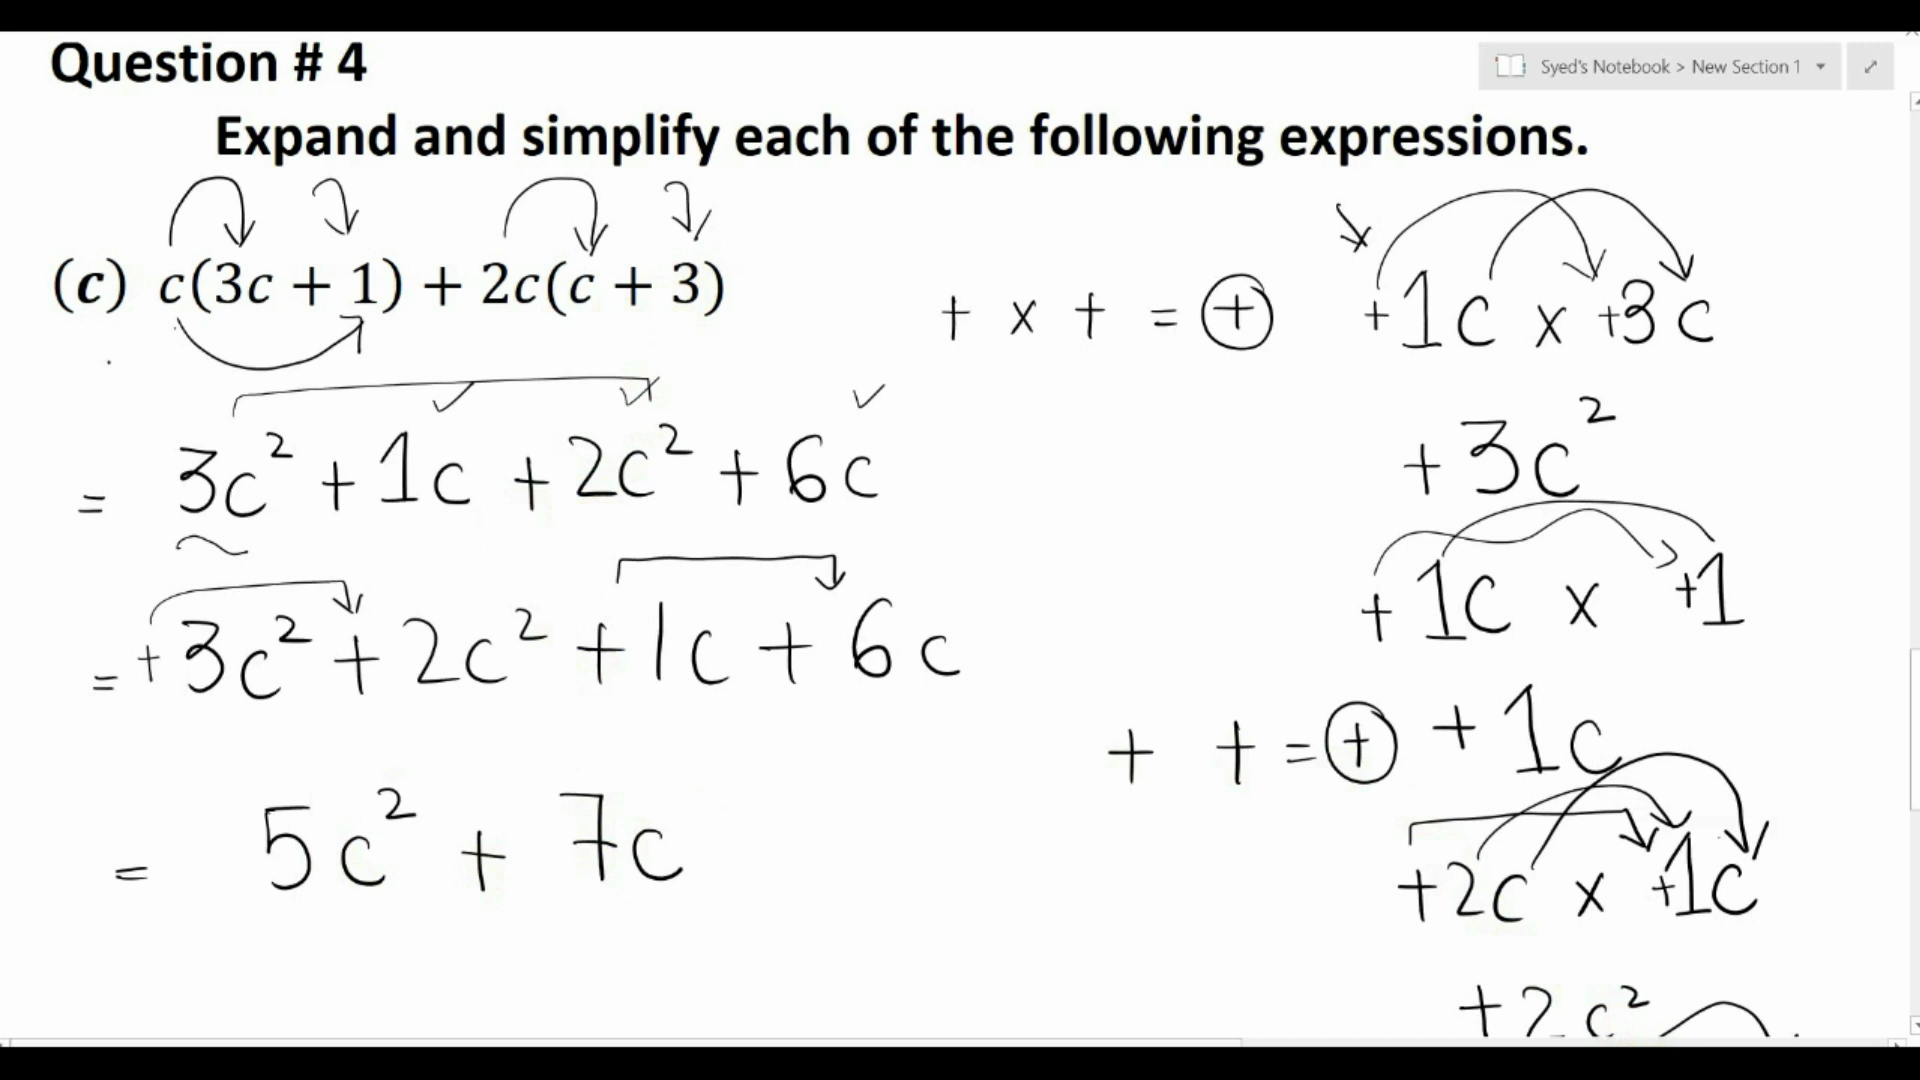 Question # 4
Syed's Notebook > New Section 1
Expand and simplify each of the following expressions.
(c) c(3c + 1) + 2c(c + 3)
+ x + = +
+1c x +3c
= 3c² + 1c + 2c² + 6c
+3c²
= +3c² + 2c² + 1c + 6c
+1c x +1
+ + = + +1c
= 5c² + 7c
+2c x +1c
+2c²